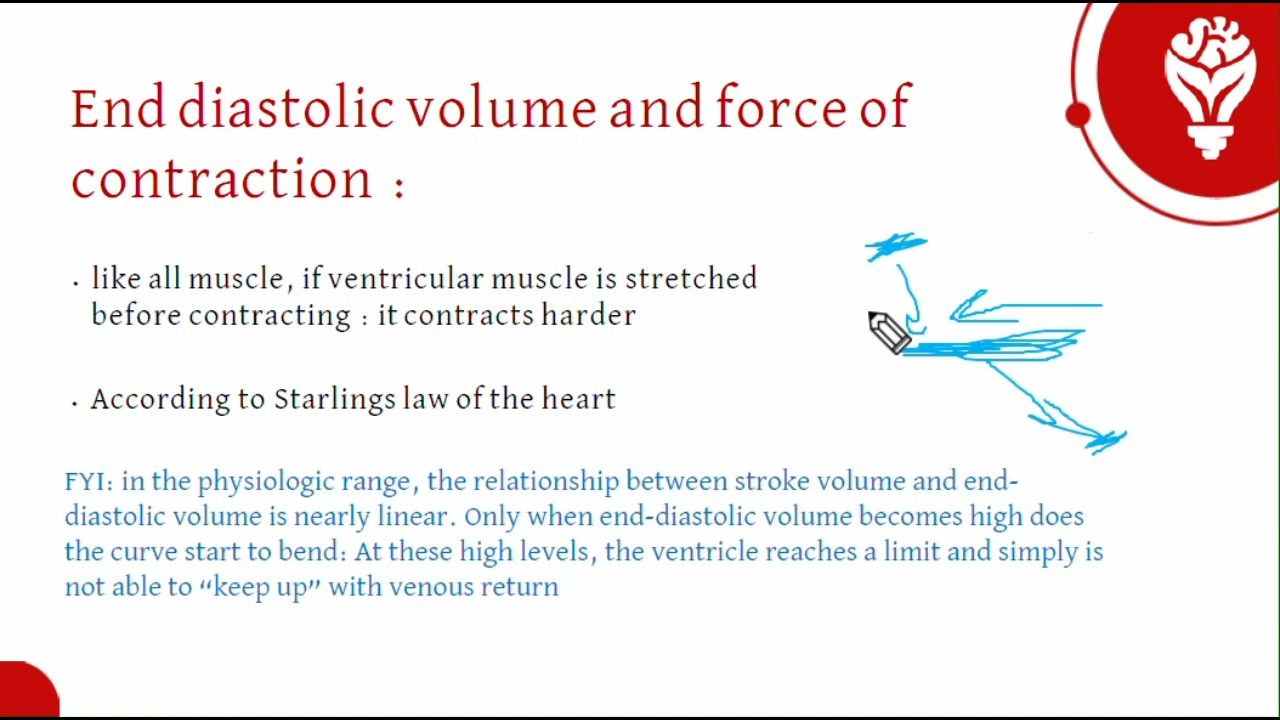 End diastolic volume and force of
contraction :
• like all muscle, if ventricular muscle is stretched
before contracting : it contracts harder
• According to Starlings law of the heart
FYI: in the physiologic range, the relationship between stroke volume and end-
diastolic volume is nearly linear. Only when end-diastolic volume becomes high does
the curve start to bend: At these high levels, the ventricle reaches a limit and simply is
not able to “keep up” with venous return